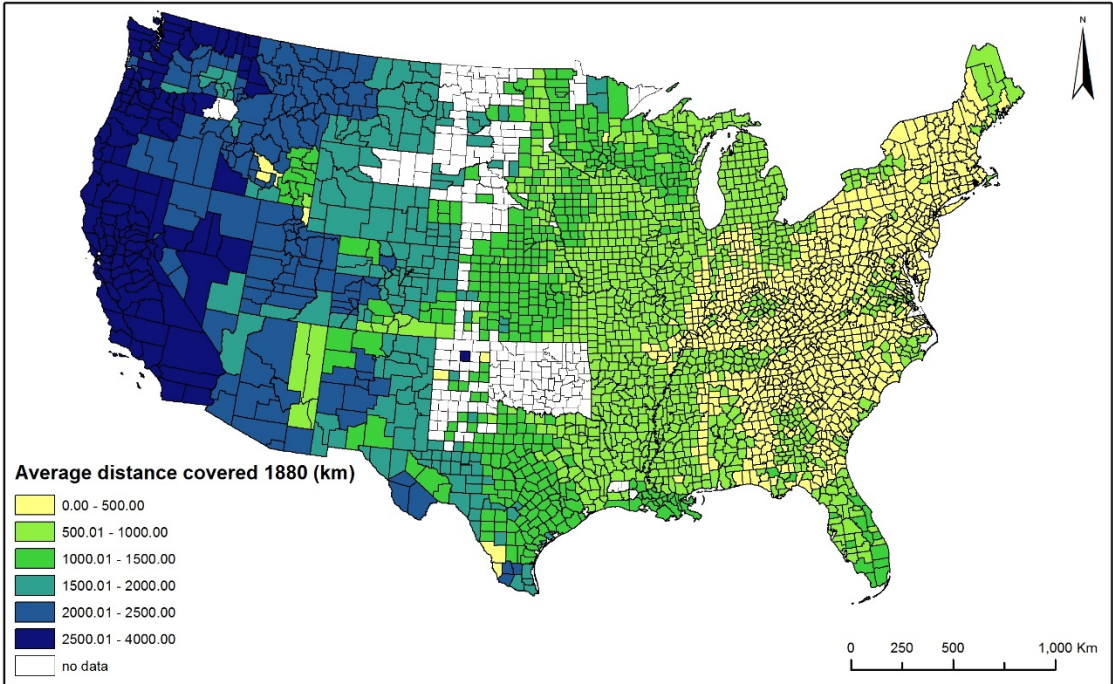 N
Average distance covered 1880 (km)
0.00 - 500.00
500.01 - 1000.00
1000.01 - 1500.00
1500.01 - 2000.00
2000.01 - 2500.00
2500.01 - 4000.00
no data
0 250 500 1,000 Km